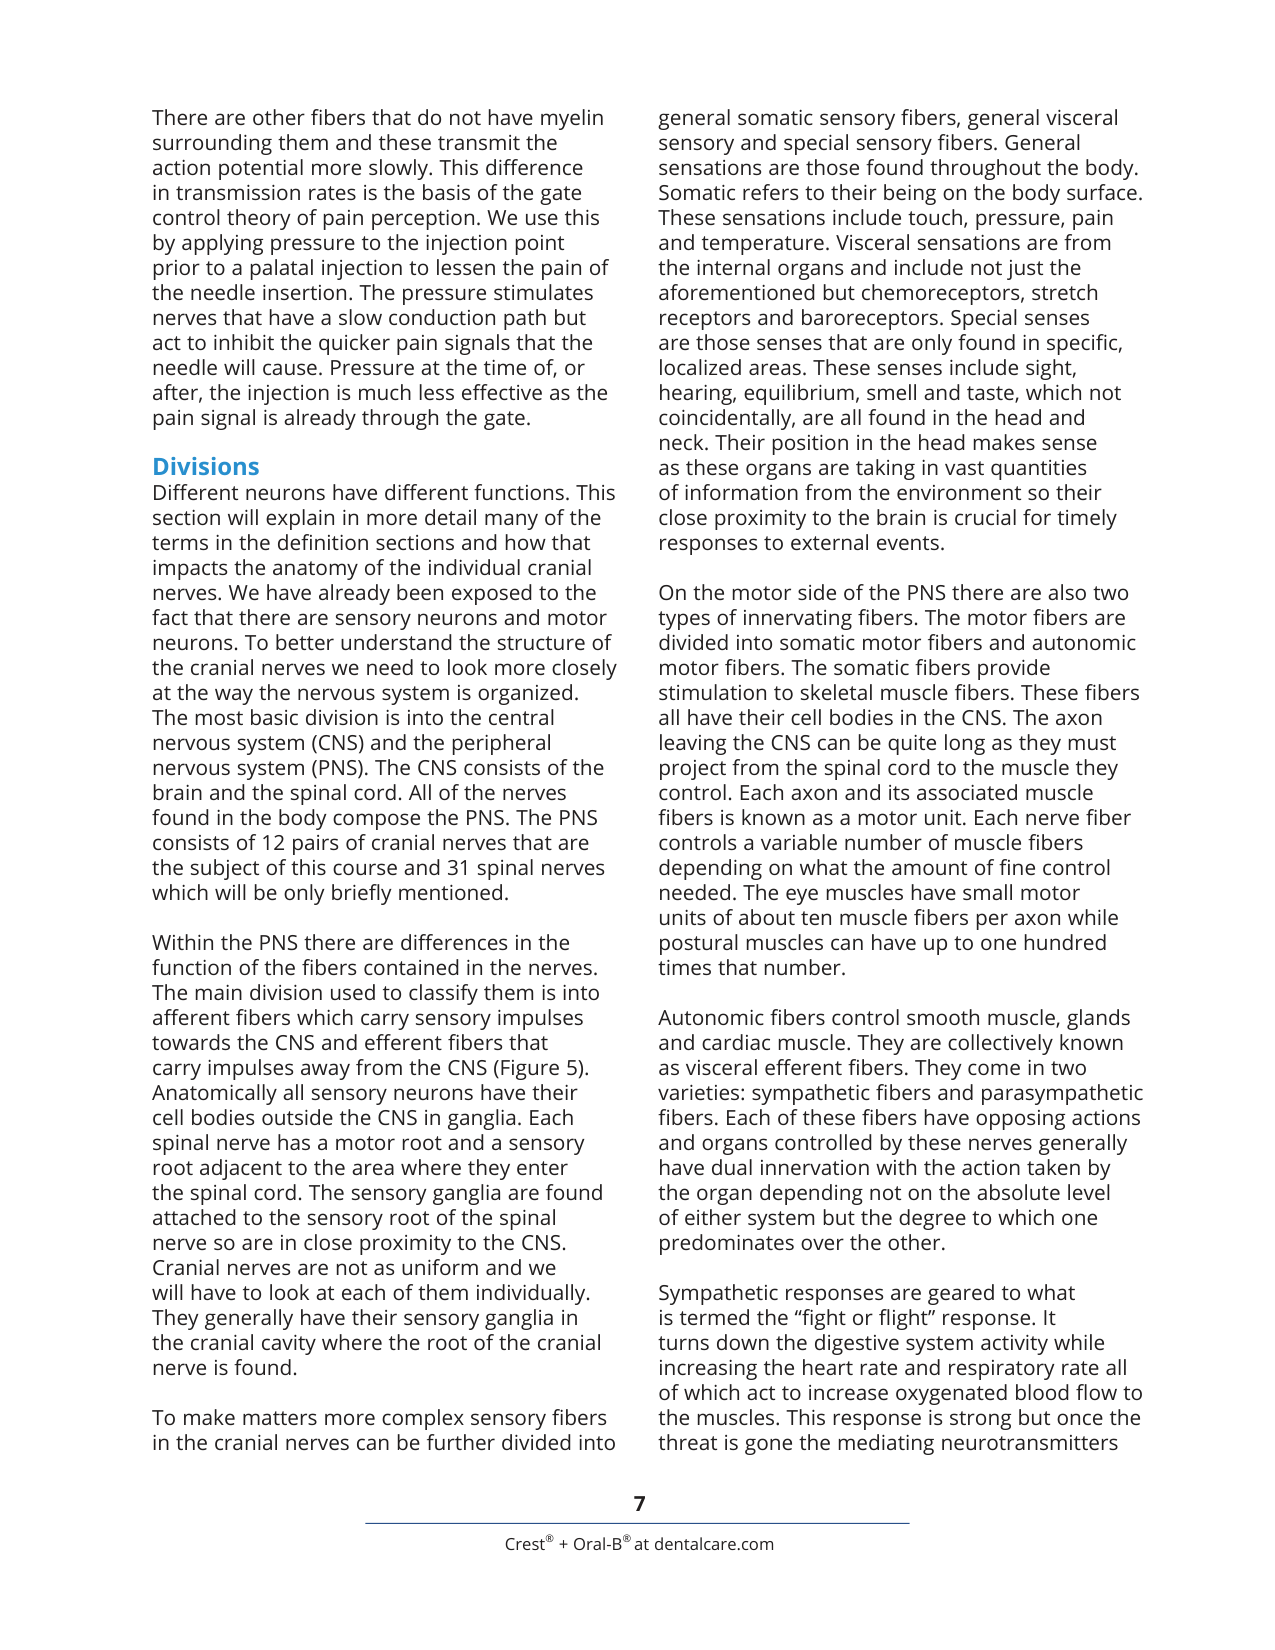 There are other fibers that do not have myelin
surrounding them and these transmit the
action potential more slowly. This difference
in transmission rates is the basis of the gate
control theory of pain perception. We use this
by applying pressure to the injection point
prior to a palatal injection to lessen the pain of
the needle insertion. The pressure stimulates
nerves that have a slow conduction path but
act to inhibit the quicker pain signals that the
needle will cause. Pressure at the time of, or
after, the injection is much less effective as the
pain signal is already through the gate.
Divisions
Different neurons have different functions. This
section will explain in more detail many of the
terms in the definition sections and how that
impacts the anatomy of the individual cranial
nerves. We have already been exposed to the
fact that there are sensory neurons and motor
neurons. To better understand the structure of
the cranial nerves we need to look more closely
at the way the nervous system is organized.
The most basic division is into the central
nervous system (CNS) and the peripheral
nervous system (PNS). The CNS consists of the
brain and the spinal cord. All of the nerves
found in the body compose the PNS. The PNS
consists of 12 pairs of cranial nerves that are
the subject of this course and 31 spinal nerves
which will be only briefly mentioned.
Within the PNS there are differences in the
function of the fibers contained in the nerves.
The main division used to classify them is into
afferent fibers which carry sensory impulses
towards the CNS and efferent fibers that
carry impulses away from the CNS (Figure 5).
Anatomically all sensory neurons have their
cell bodies outside the CNS in ganglia. Each
spinal nerve has a motor root and a sensory
root adjacent to the area where they enter
the spinal cord. The sensory ganglia are found
attached to the sensory root of the spinal
nerve so are in close proximity to the CNS.
Cranial nerves are not as uniform and we
will have to look at each of them individually.
They generally have their sensory ganglia in
the cranial cavity where the root of the cranial
nerve is found.
To make matters more complex sensory fibers
in the cranial nerves can be further divided into
general somatic sensory fibers, general visceral
sensory and special sensory fibers. General
sensations are those found throughout the body.
Somatic refers to their being on the body surface.
These sensations include touch, pressure, pain
and temperature. Visceral sensations are from
the internal organs and include not just the
aforementioned but chemoreceptors, stretch
receptors and baroreceptors. Special senses
are those senses that are only found in specific,
localized areas. These senses include sight,
hearing, equilibrium, smell and taste, which not
coincidentally, are all found in the head and
neck. Their position in the head makes sense
as these organs are taking in vast quantities
of information from the environment so their
close proximity to the brain is crucial for timely
responses to external events.
On the motor side of the PNS there are also two
types of innervating fibers. The motor fibers are
divided into somatic motor fibers and autonomic
motor fibers. The somatic fibers provide
stimulation to skeletal muscle fibers. These fibers
all have their cell bodies in the CNS. The axon
leaving the CNS can be quite long as they must
project from the spinal cord to the muscle they
control. Each axon and its associated muscle
fibers is known as a motor unit. Each nerve fiber
controls a variable number of muscle fibers
depending on what the amount of fine control
needed. The eye muscles have small motor
units of about ten muscle fibers per axon while
postural muscles can have up to one hundred
times that number.
Autonomic fibers control smooth muscle, glands
and cardiac muscle. They are collectively known
as visceral efferent fibers. They come in two
varieties: sympathetic fibers and parasympathetic
fibers. Each of these fibers have opposing actions
and organs controlled by these nerves generally
have dual innervation with the action taken by
the organ depending not on the absolute level
of either system but the degree to which one
predominates over the other.
Sympathetic responses are geared to what
is termed the “fight or flight” response. It
turns down the digestive system activity while
increasing the heart rate and respiratory rate all
of which act to increase oxygenated blood flow to
the muscles. This response is strong but once the
threat is gone the mediating neurotransmitters
7
Crest® + Oral-B® at dentalcare.com